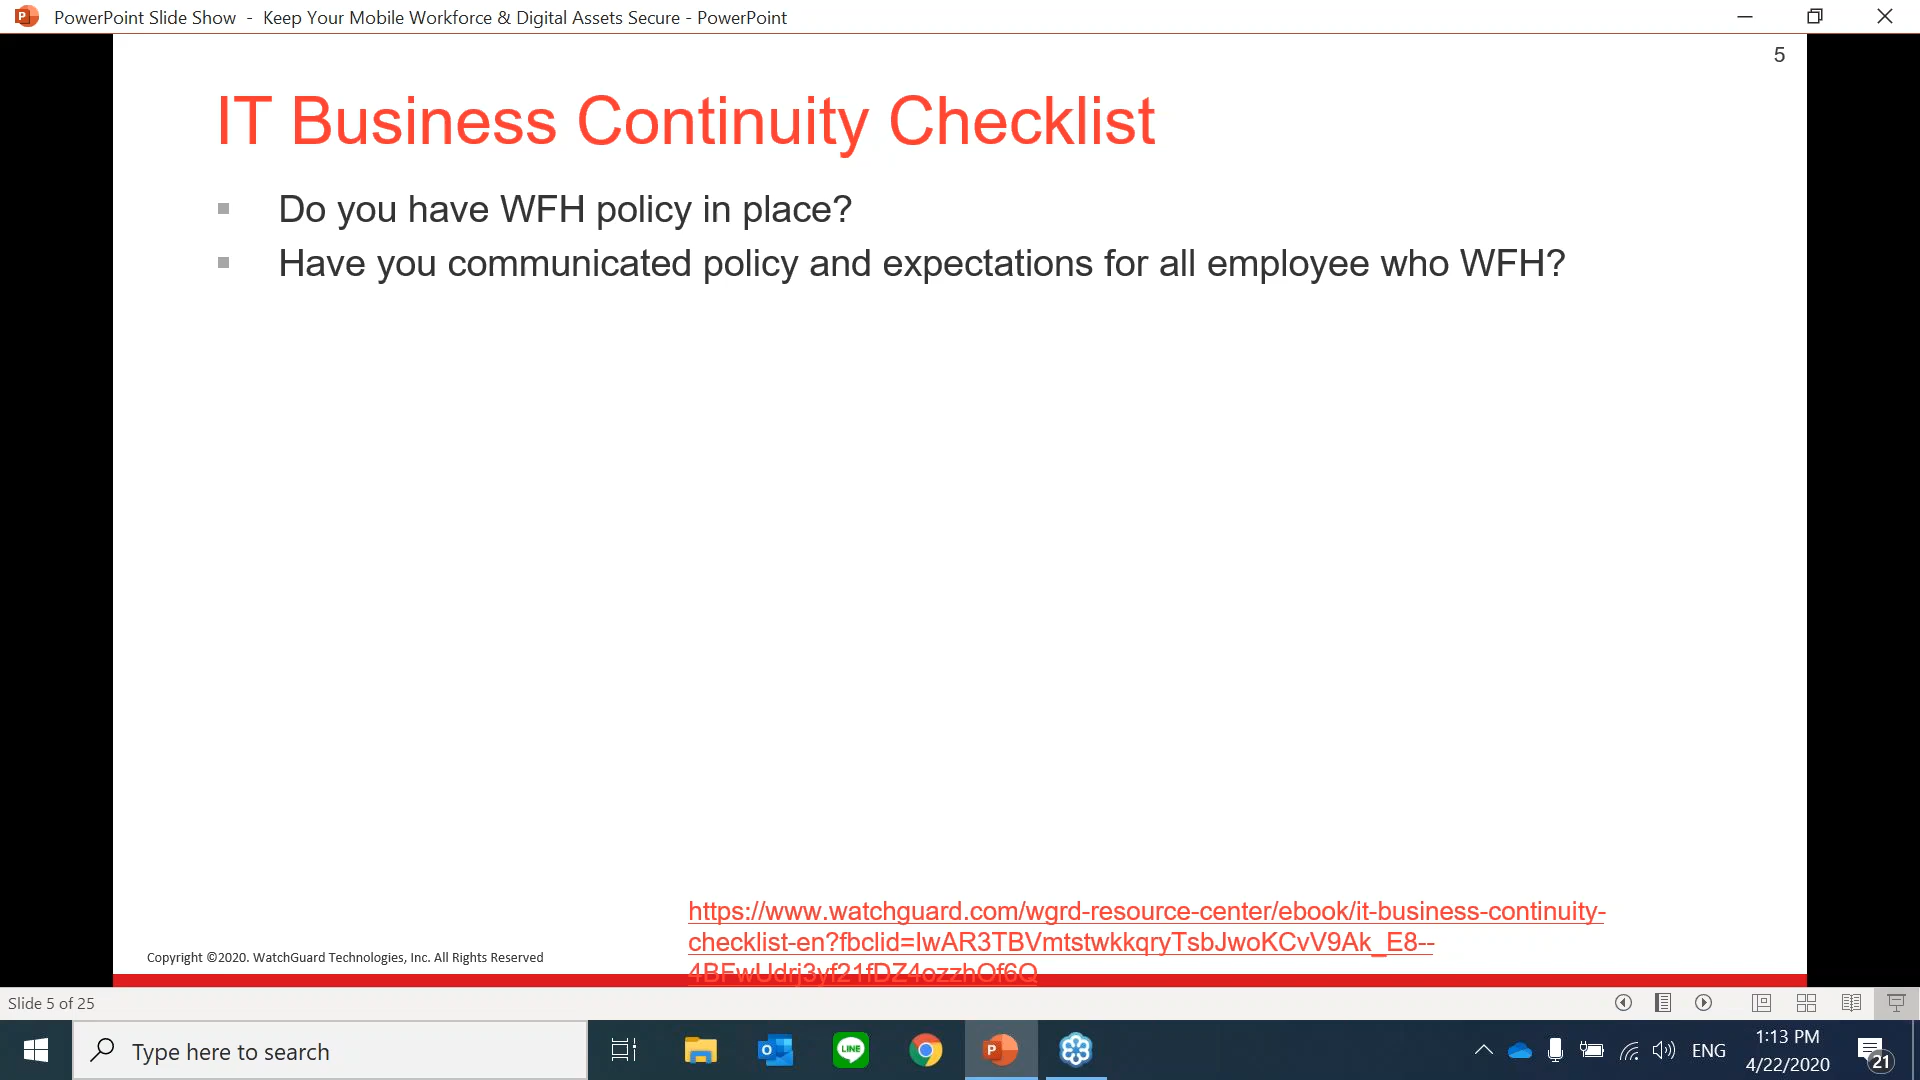 PowerPoint Slide Show - Keep Your Mobile Workforce & Digital Assets Secure - PowerPoint
5
IT Business Continuity Checklist
Do you have WFH policy in place?
Have you communicated policy and expectations for all employee who WFH?
https://www.watchguard.com/wgrd-resource-center/ebook/it-business-continuity-
checklist-en?fbclid=IwAR3TBVmtstwkkqryTsbJwoKCvV9Ak_E8--
4BFwUdrj3yf21fDZ4ozzhOf6Q
Copyright ©2020. WatchGuard Technologies, Inc. All Rights Reserved
Slide 5 of 25
Type here to search
LINE
ENG
1:13 PM
4/22/2020
21